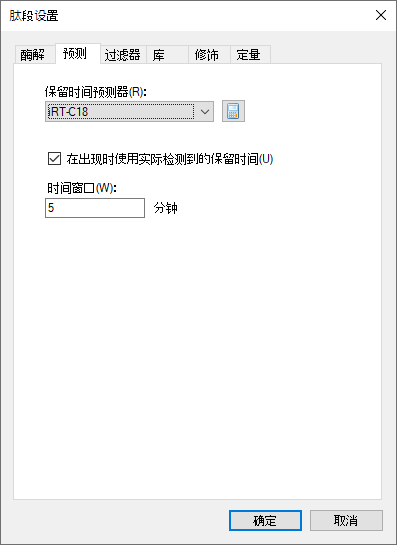 肽段设置
酶解 预测 过滤器 库 修饰 定量
保留时间预测器(R):
iRT-C18
在出现时使用实际检测到的保留时间(U)
时间窗口(W):
5 分钟
确定 取消